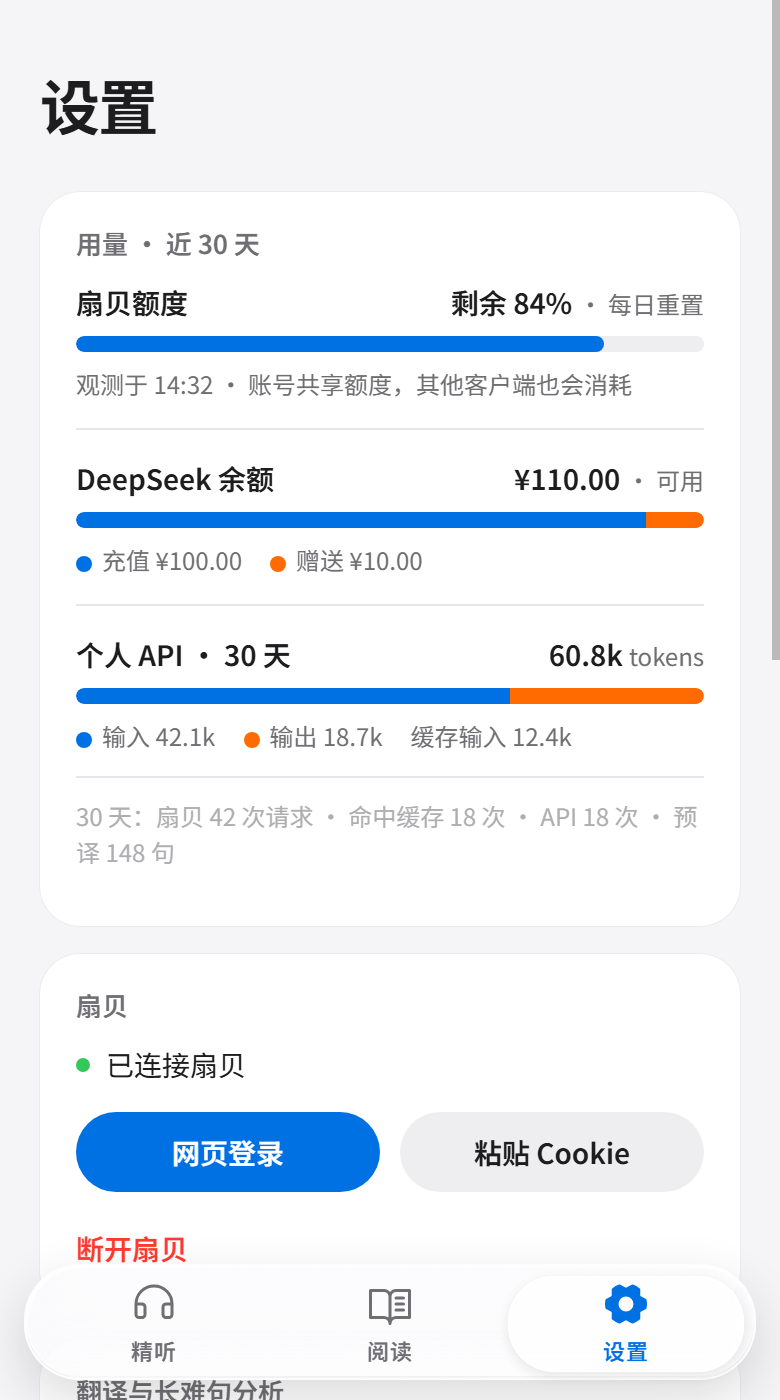 设置
用量 · 近 30 天
扇贝额度 剩余 84% · 每日重置
观测于 14:32 · 账号共享额度，其他客户端也会消耗
DeepSeek 余额 ¥110.00 · 可用
充值 ¥100.00 赠送 ¥10.00
个人 API · 30 天 60.8k tokens
输入 42.1k 输出 18.7k 缓存输入 12.4k
30 天：扇贝 42 次请求 · 命中缓存 18 次 · API 18 次 · 预
译 148 句
扇贝
已连接扇贝
网页登录 粘贴 Cookie
断开扇贝
精听 阅读 设置
翻译与长难句分析